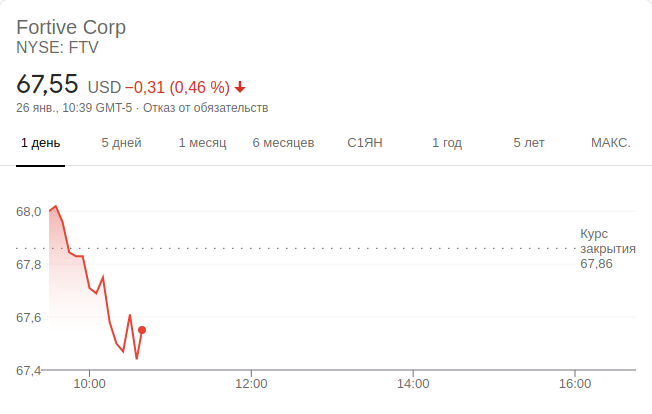 Fortive Corp
NYSE: FTV
67,55 USD −0,31 (0,46 %)
26 янв., 10:39 GMT-5 · Отказ от обязательств
1 день 5 дней 1 месяц 6 месяцев С1ЯН 1 год 5 лет МАКС.
68,0
Курс
закрытия
67,8 67,86
67,6
67,4
10:00 12:00 14:00 16:00